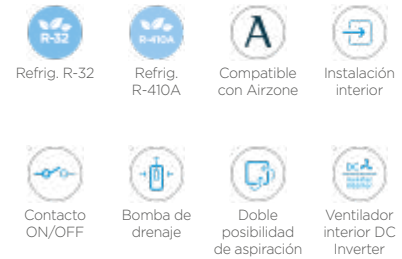 R-32
R-410A
A
Refrig. R-32
Refrig.
R-410A
Compatible
con Airzone
Instalación
interior
DC
Contacto
ON/OFF
Bomba de
drenaje
Doble
posibilidad
de aspiración
Ventilador
interior DC
Inverter